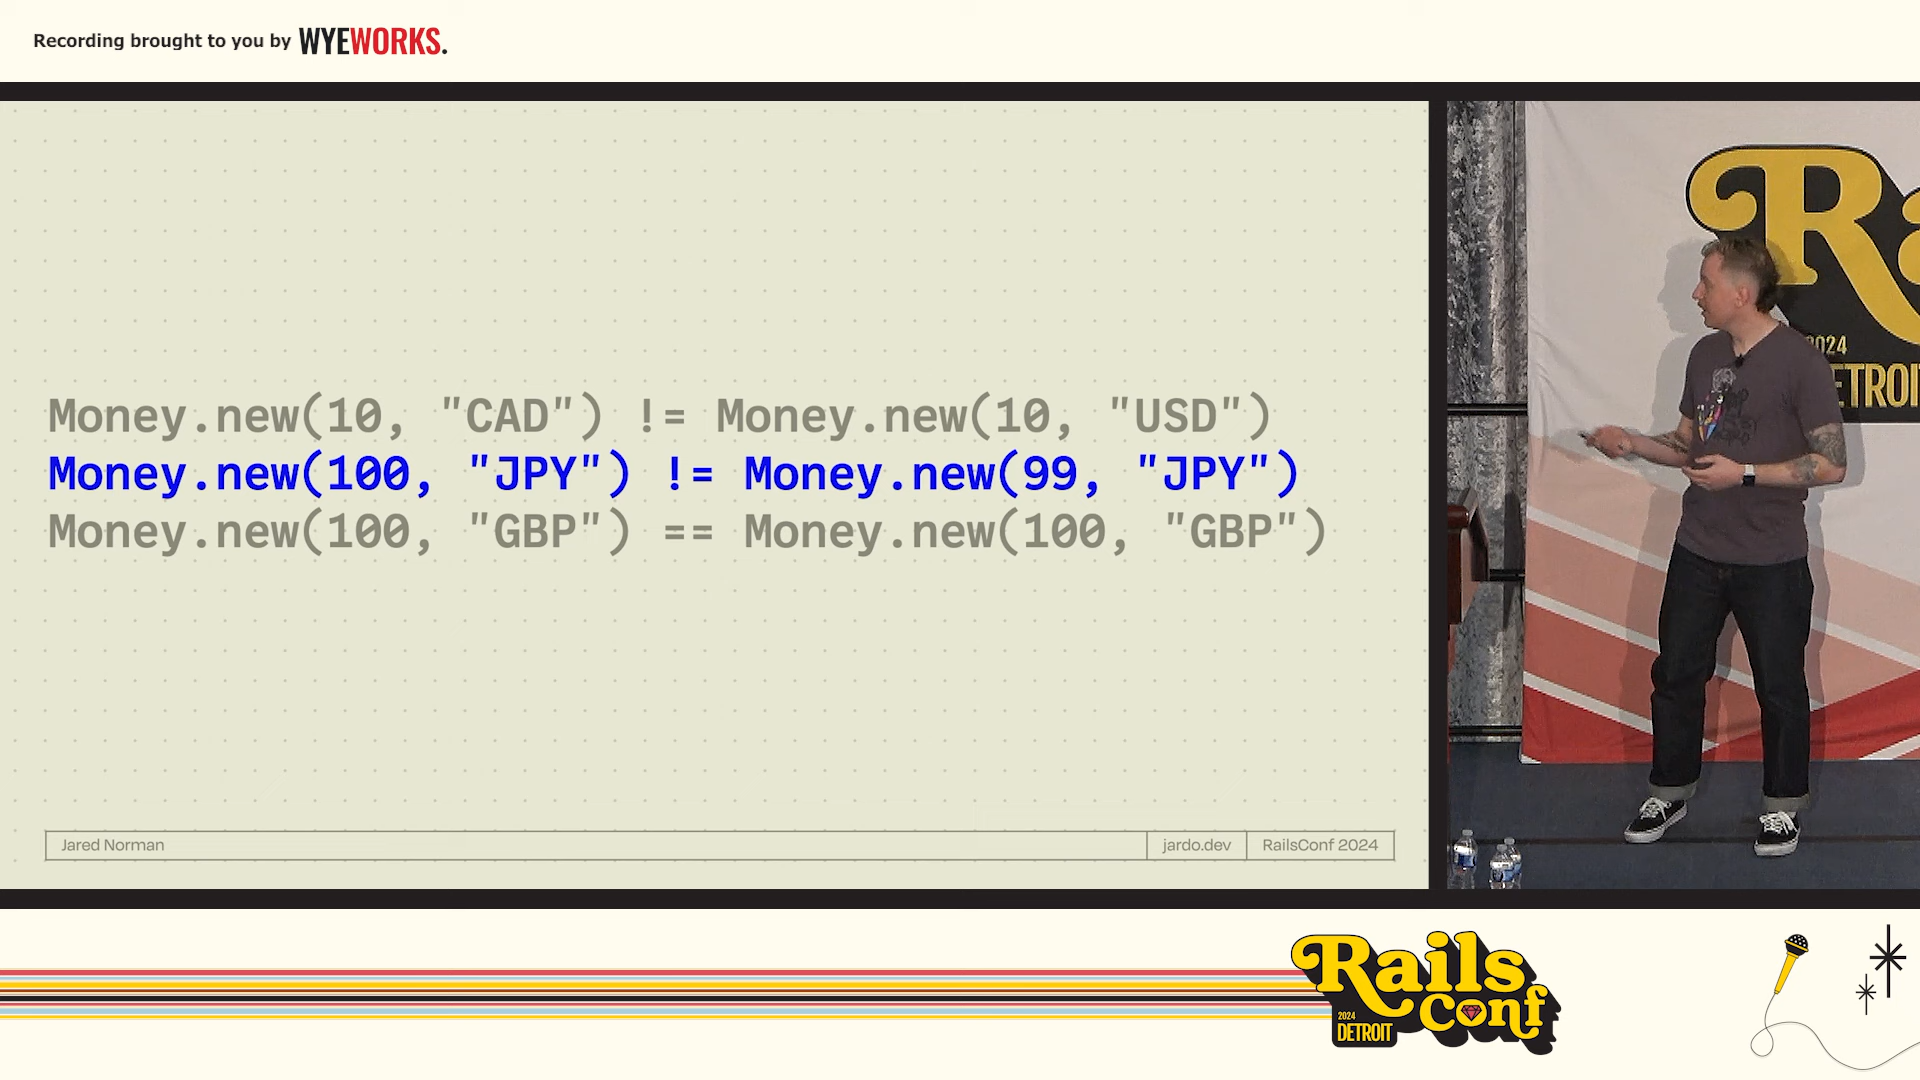 Recording brought to you by WYEWORKS.
Money.new(10, "CAD") != Money.new(10, "USD")
Money.new(100, "JPY") != Money.new(99, "JPY")
Money.new(100, "GBP") == Money.new(100, "GBP")
Jared Norman
jardo.dev
RailsConf 2024
2024
Rails
Conf
2024
DETROIT